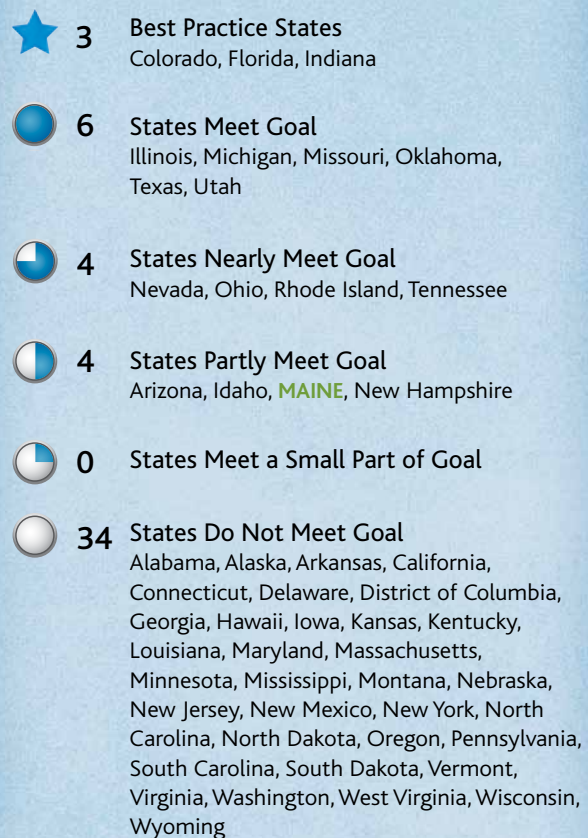 3 Best Practice States
Colorado, Florida, Indiana
6 States Meet Goal
Illinois, Michigan, Missouri, Oklahoma,
Texas, Utah
4 States Nearly Meet Goal
Nevada, Ohio, Rhode Island, Tennessee
4 States Partly Meet Goal
Arizona, Idaho, MAINE, New Hampshire
0 States Meet a Small Part of Goal
34 States Do Not Meet Goal
Alabama, Alaska, Arkansas, California,
Connecticut, Delaware, District of Columbia,
Georgia, Hawaii, Iowa, Kansas, Kentucky,
Louisiana, Maryland, Massachusetts,
Minnesota, Mississippi, Montana, Nebraska,
New Jersey, New Mexico, New York, North
Carolina, North Dakota, Oregon, Pennsylvania,
South Carolina, South Dakota, Vermont,
Virginia, Washington, West Virginia, Wisconsin,
Wyoming